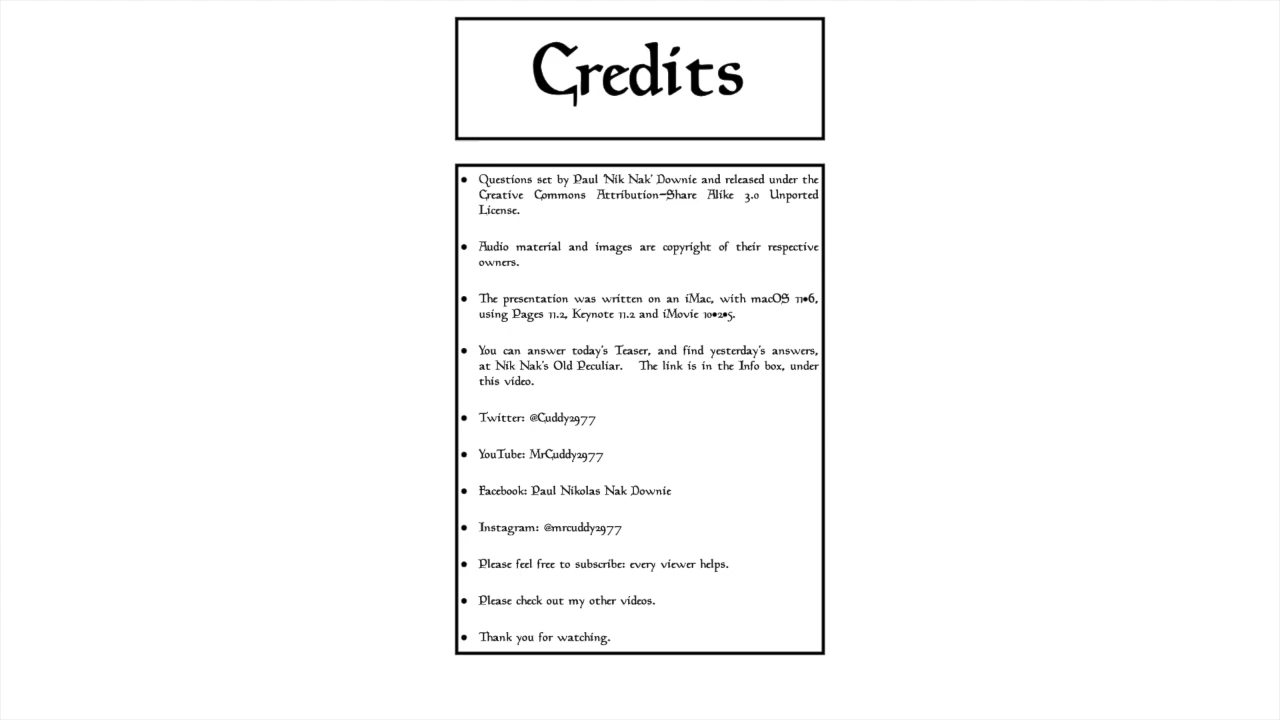 Credits
• Questions set by Paul 'Nik Nak' Downie and released under the
Creative Commons Attribution-Share Alike 3.0 Unported
License.
• Audio material and images are copyright of their respective
owners.
• The presentation was written on an iMac, with macOS 11•6,
using Pages 11.2, Keynote 11.2 and iMovie 10•2•5.
• You can answer today's Teaser, and find yesterday's answers,
at Nik Nak's Old Peculiar. The link is in the Info box, under
this video.
• Twitter: @Cuddy2977
• YouTube: MrCuddy2977
• Facebook: Paul Nikolas Nak Downie
• Instagram: @mrcuddy2977
• Please feel free to subscribe: every viewer helps.
• Please check out my other videos.
• Thank you for watching.